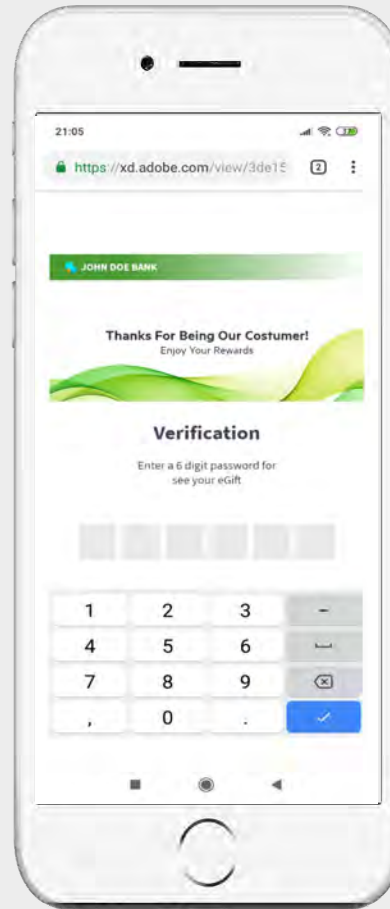 21:05
https://xd.adobe.com/view/3de15
2
JOHN DOE BANK
Thanks For Being Our Costumer!
Enjoy Your Rewards
Verification
Enter a 6 digit password for
see your eGift
1 2 3 -
4 5 6
7 8 9
, 0 .